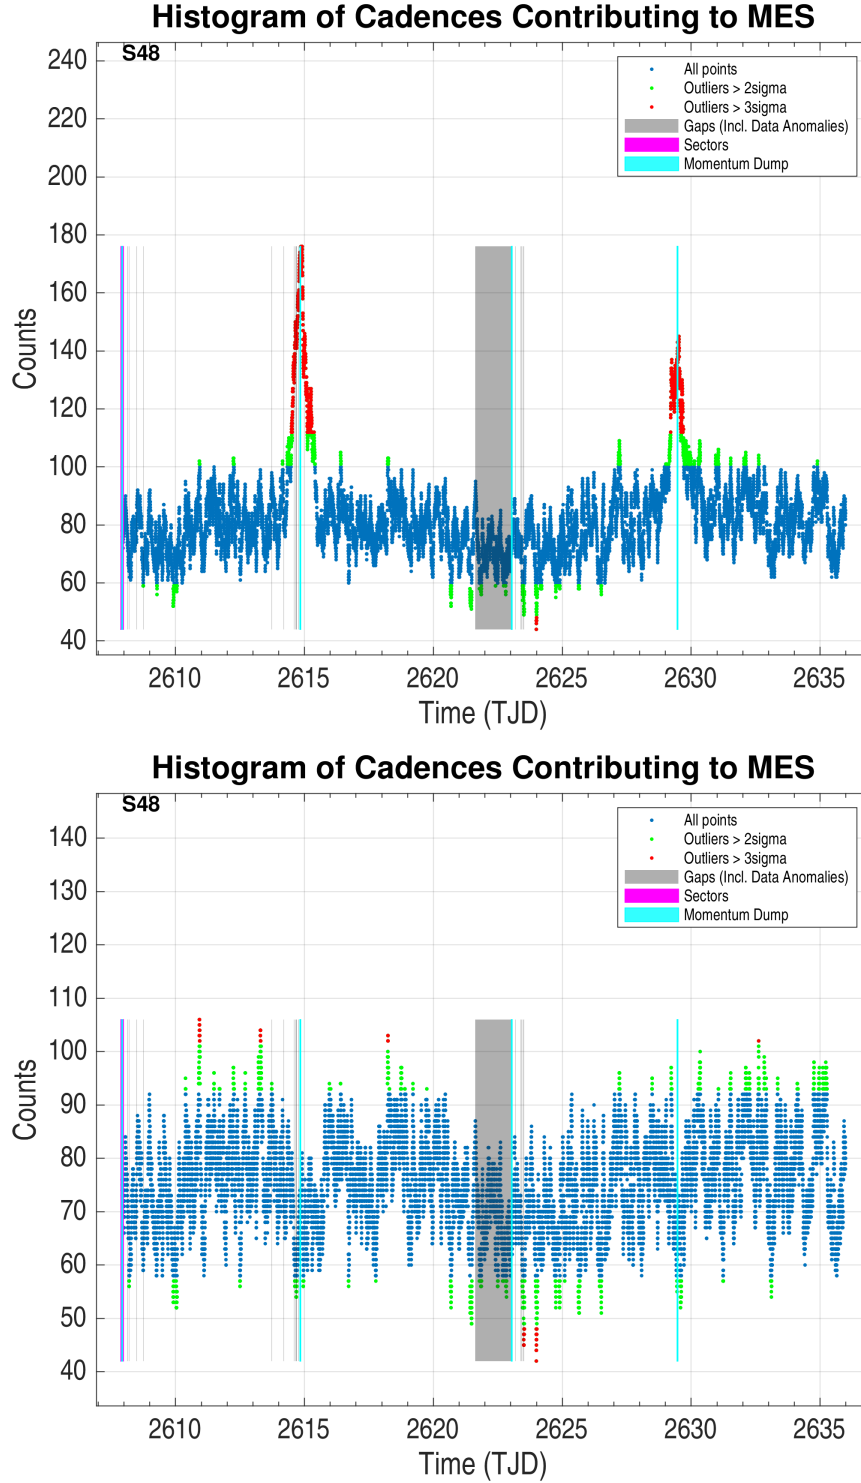 Histogram of Cadences Contributing to MES
S48
All points
Outliers > 2sigma
Outliers > 3sigma
Gaps (Incl. Data Anomalies)
Sectors
Momentum Dump
240
220
200
180
160
140
120
100
80
60
40
Counts
2610 2615 2620 2625 2630 2635
Time (TJD)
Histogram of Cadences Contributing to MES
S48
All points
Outliers > 2sigma
Outliers > 3sigma
Gaps (Incl. Data Anomalies)
Sectors
Momentum Dump
140
130
120
110
100
90
80
70
60
50
40
Counts
2610 2615 2620 2625 2630 2635
Time (TJD)